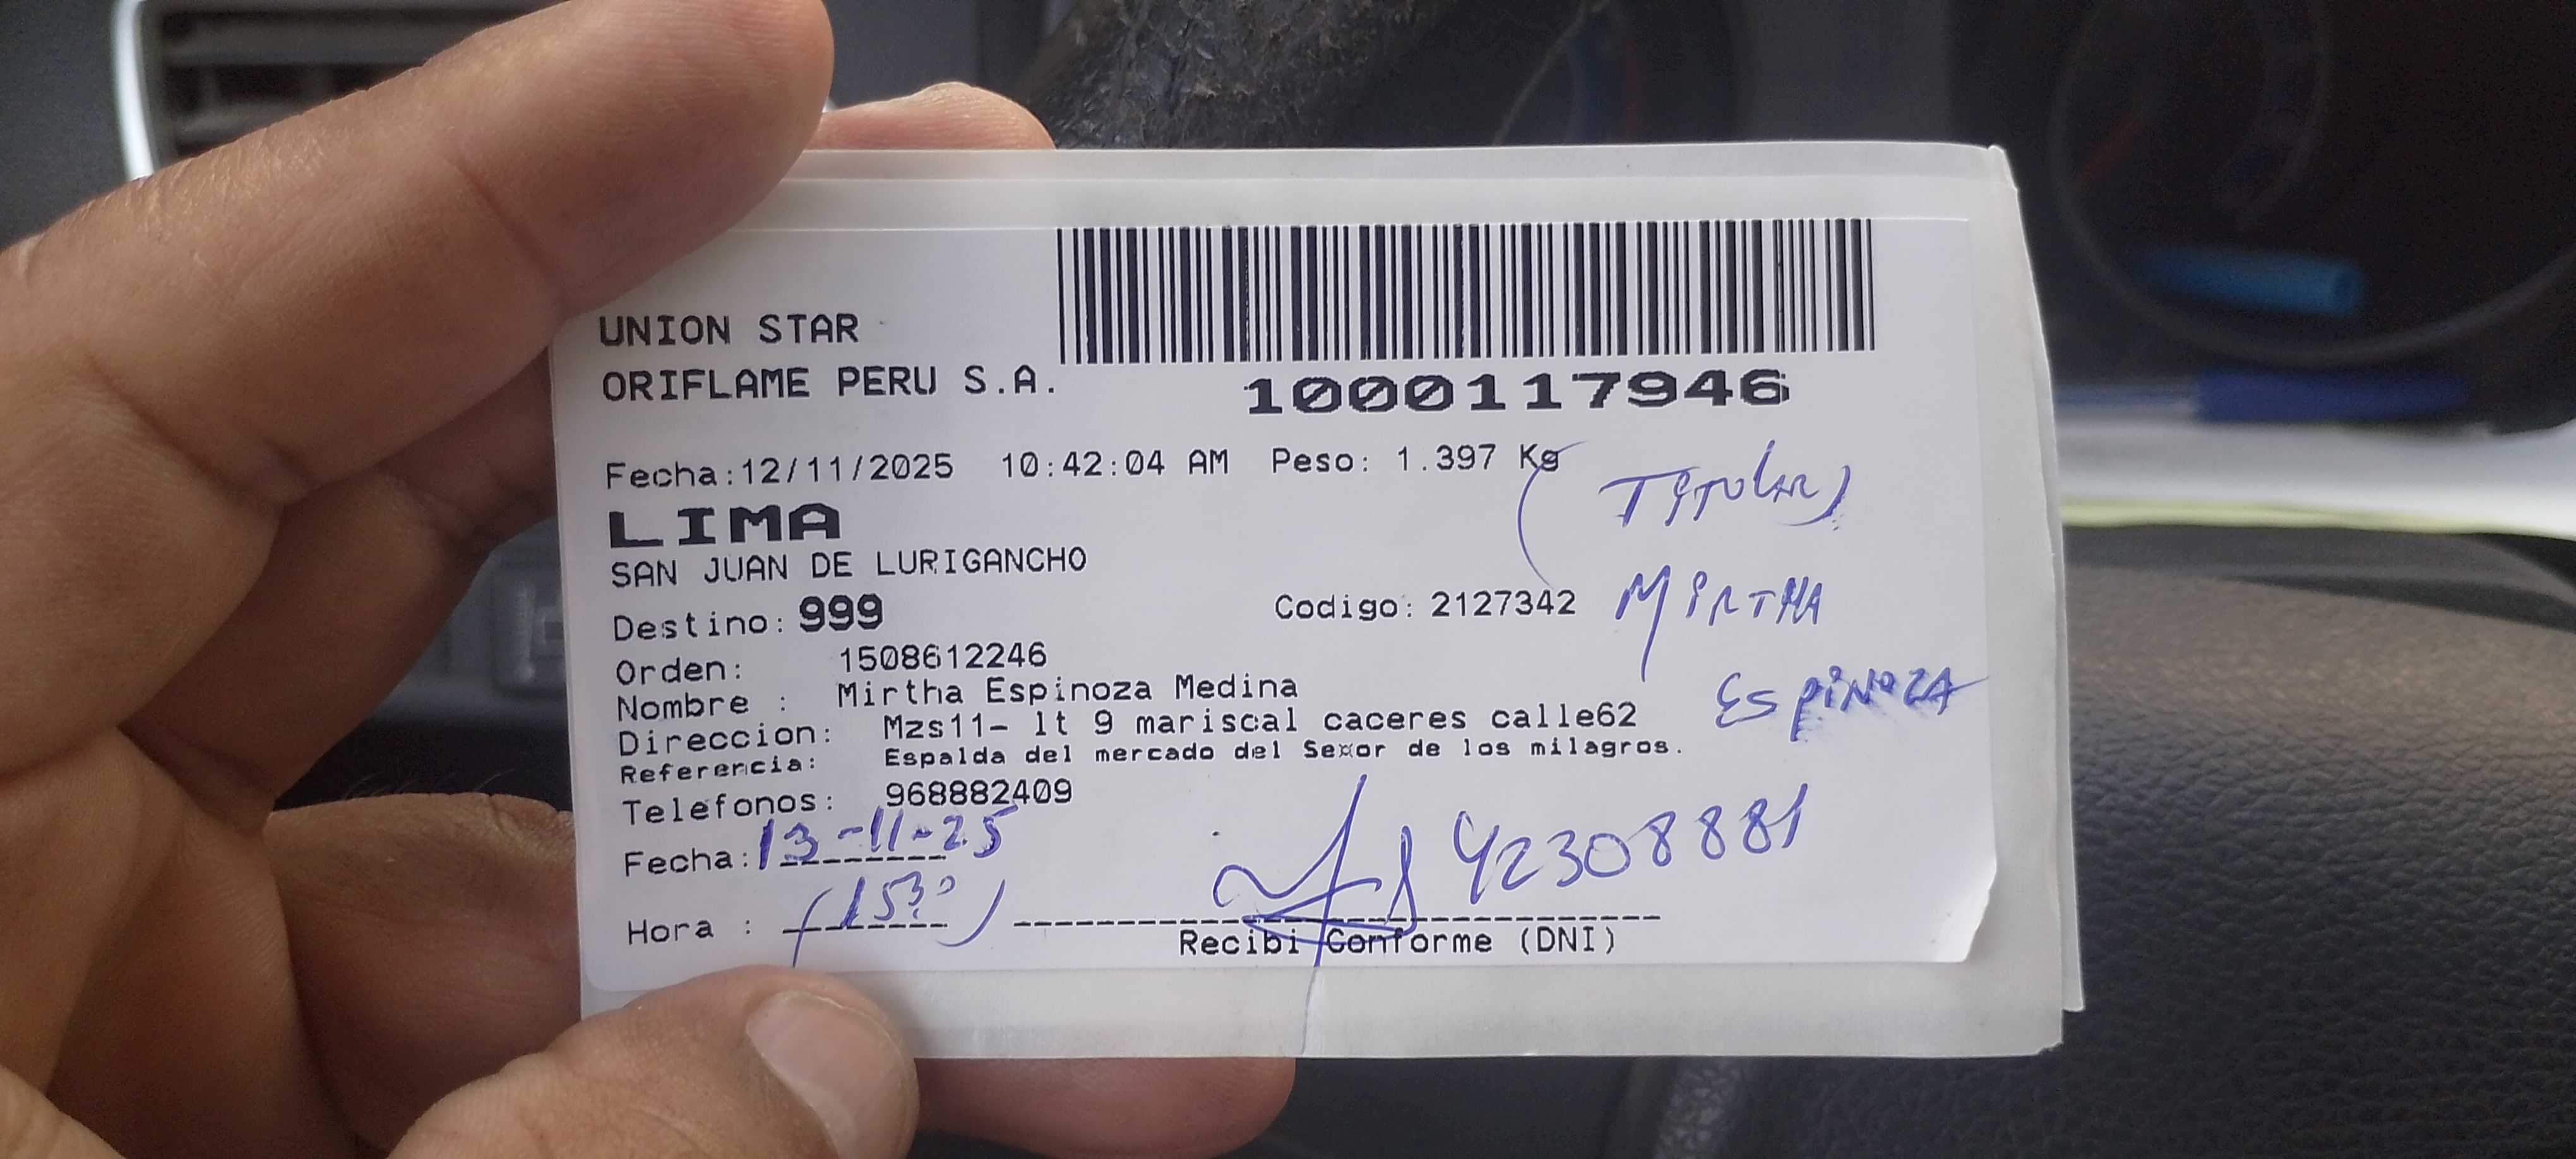 UNION STAR
ORIFLAME PERU S.A.
1000117946
Fecha:12/11/2025 10:42:04 AM Peso: 1.397 Kg
(TITULAR)
LIMA
SAN JUAN DE LURIGANCHO
Destino: 999 Codigo: 2127342
MIRTHA
ESPINOZA
Orden: 1508612246
Nombre : Mirtha Espinoza Medina
Direccion: Mzs11- lt 9 mariscal caceres calle62
Referencia: Espalda del mercado del Sexor de los milagros.
Telefonos: 968882409
Fecha: 13-11-25
42308881
Hora : (1530)
Recibi Conforme (DNI)